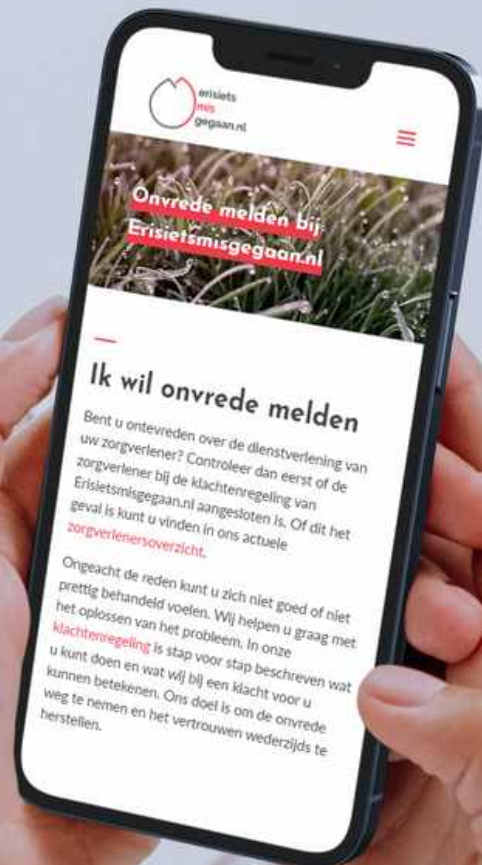 erisiets
mis
gegaan.nl
Onvrede melden bij
Erisietsmisgegaan.nl
Ik wil onvrede melden
Bent u ontevreden over de dienstverlening van
uw zorgverlener? Controleer dan eerst of de
zorgverlener bij de klachtenregeling van
Erisietsmisgegaan.nl aangesloten is. Of dit het
geval is kunt u vinden in ons actuele
zorgverlenersoverzicht.
Ongeacht de reden kunt u zich niet goed of niet
prettig behandeld voelen. Wij helpen u graag met
het oplossen van het probleem. In onze
klachtenregeling is stap voor stap beschreven wat
u kunt doen en wat wij bij een klacht voor u
kunnen betekenen. Ons doel is om de onvrede
weg te nemen en het vertrouwen wederzijds te
herstellen.